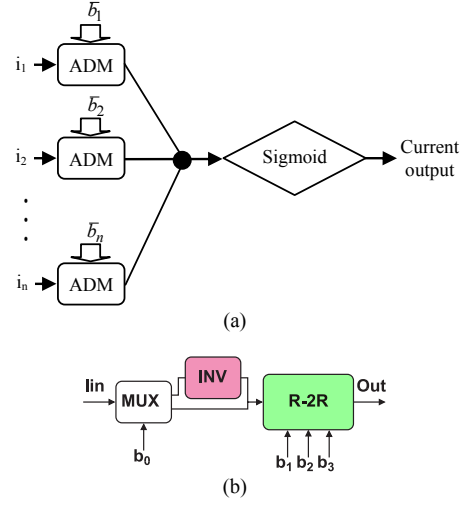 b̄1
i1 ADM
b̄2
i2 ADM
Sigmoid
Current
output
b̄n
in ADM
(a)
Iin MUX INV R-2R Out
b0 b1 b2 b3
(b)